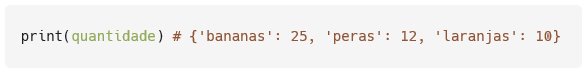 print(quantidade) # {'bananas': 25, 'peras': 12, 'laranjas': 10}